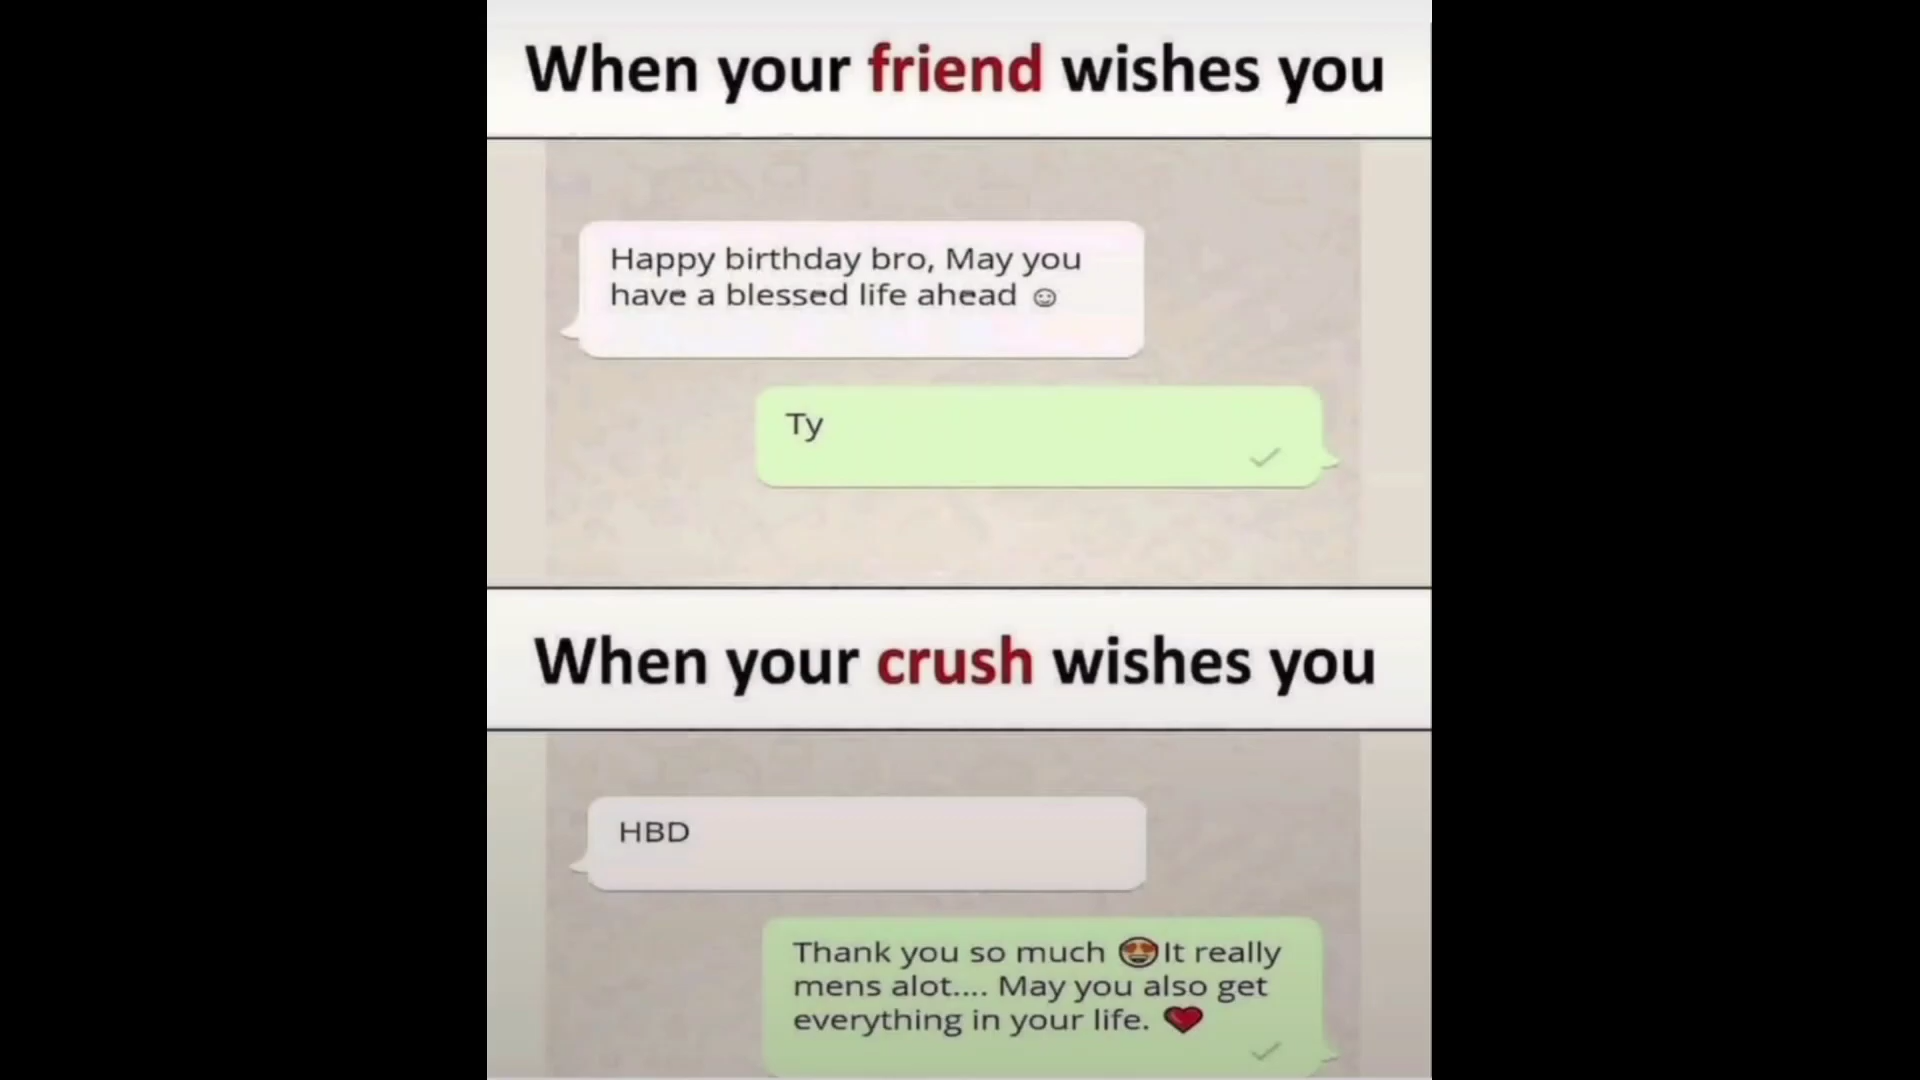 When your friend wishes you
Happy birthday bro, May you
have a blessed life ahead ☺
Ty
When your crush wishes you
HBD
Thank you so much 😍It really
mens alot.... May you also get
everything in your life. ❤